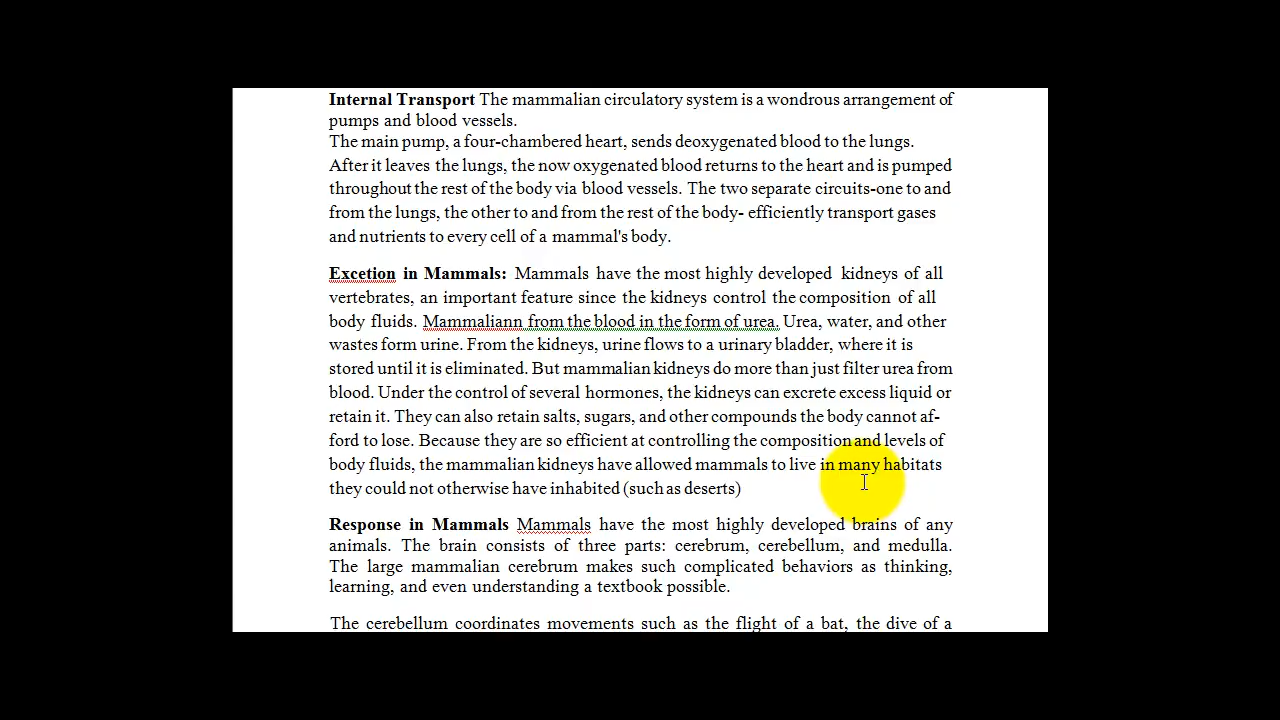 Internal Transport The mammalian circulatory system is a wondrous arrangement of
pumps and blood vessels.
The main pump, a four-chambered heart, sends deoxygenated blood to the lungs.
After it leaves the lungs, the now oxygenated blood returns to the heart and is pumped
throughout the rest of the body via blood vessels. The two separate circuits-one to and
from the lungs, the other to and from the rest of the body- efficiently transport gases
and nutrients to every cell of a mammal's body.
Excetion in Mammals: Mammals have the most highly developed kidneys of all
vertebrates, an important feature since the kidneys control the composition of all
body fluids. Mammaliann from the blood in the form of urea. Urea, water, and other
wastes form urine. From the kidneys, urine flows to a urinary bladder, where it is
stored until it is eliminated. But mammalian kidneys do more than just filter urea from
blood. Under the control of several hormones, the kidneys can excrete excess liquid or
retain it. They can also retain salts, sugars, and other compounds the body cannot af-
ford to lose. Because they are so efficient at controlling the composition and levels of
body fluids, the mammalian kidneys have allowed mammals to live in many habitats
they could not otherwise have inhabited (such as deserts)
Response in Mammals Mammals have the most highly developed brains of any
animals. The brain consists of three parts: cerebrum, cerebellum, and medulla.
The large mammalian cerebrum makes such complicated behaviors as thinking,
learning, and even understanding a textbook possible.
The cerebellum coordinates movements such as the flight of a bat, the dive of a